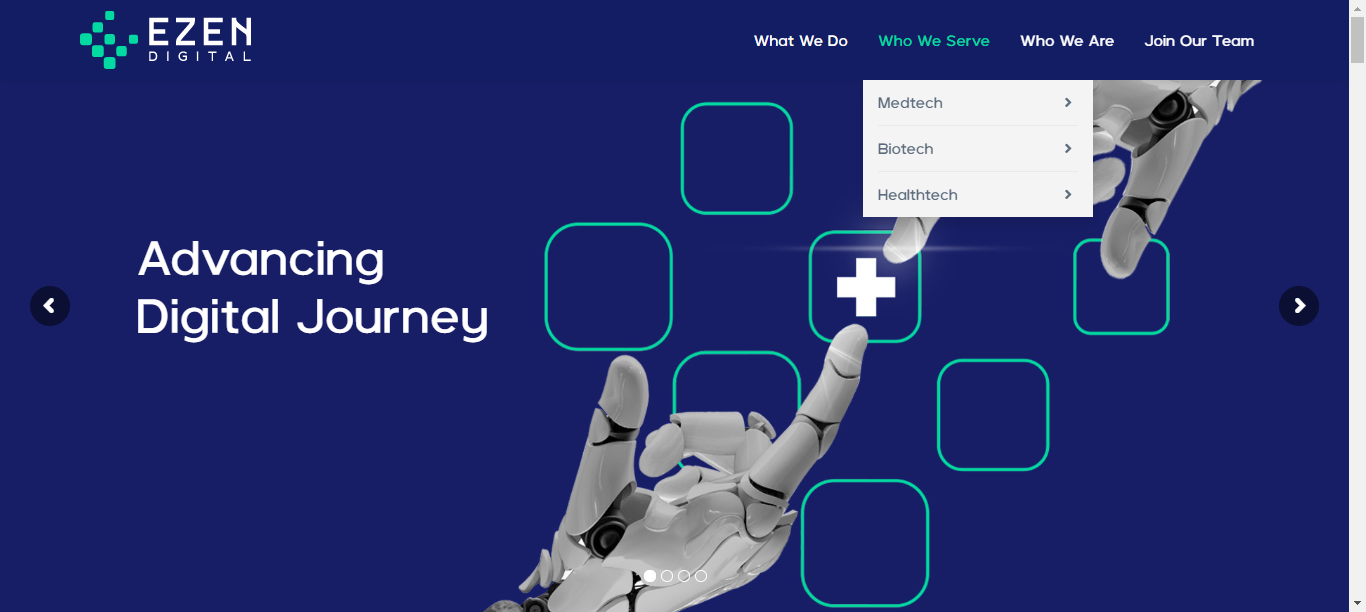 EZEN
DIGITAL
What We Do
Who We Serve
Who We Are
Join Our Team
Medtech
Biotech
Healthtech
Advancing
Digital Journey